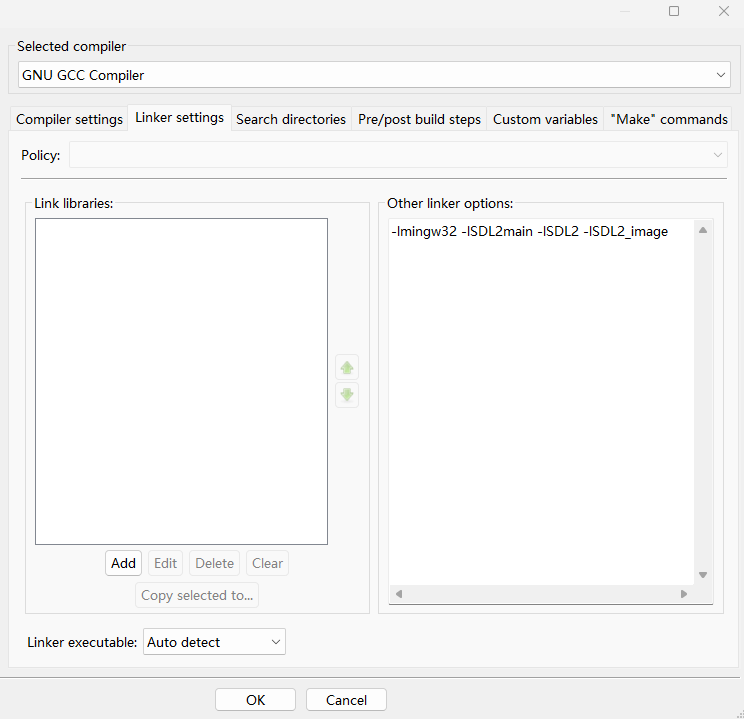 Selected compiler
GNU GCC Compiler
Compiler settings Linker settings Search directories Pre/post build steps Custom variables "Make" commands
Policy:
Link libraries:
Other linker options:
-lmingw32 -lSDL2main -lSDL2 -lSDL2_image
Add Edit Delete Clear
Copy selected to...
Linker executable: Auto detect
OK Cancel